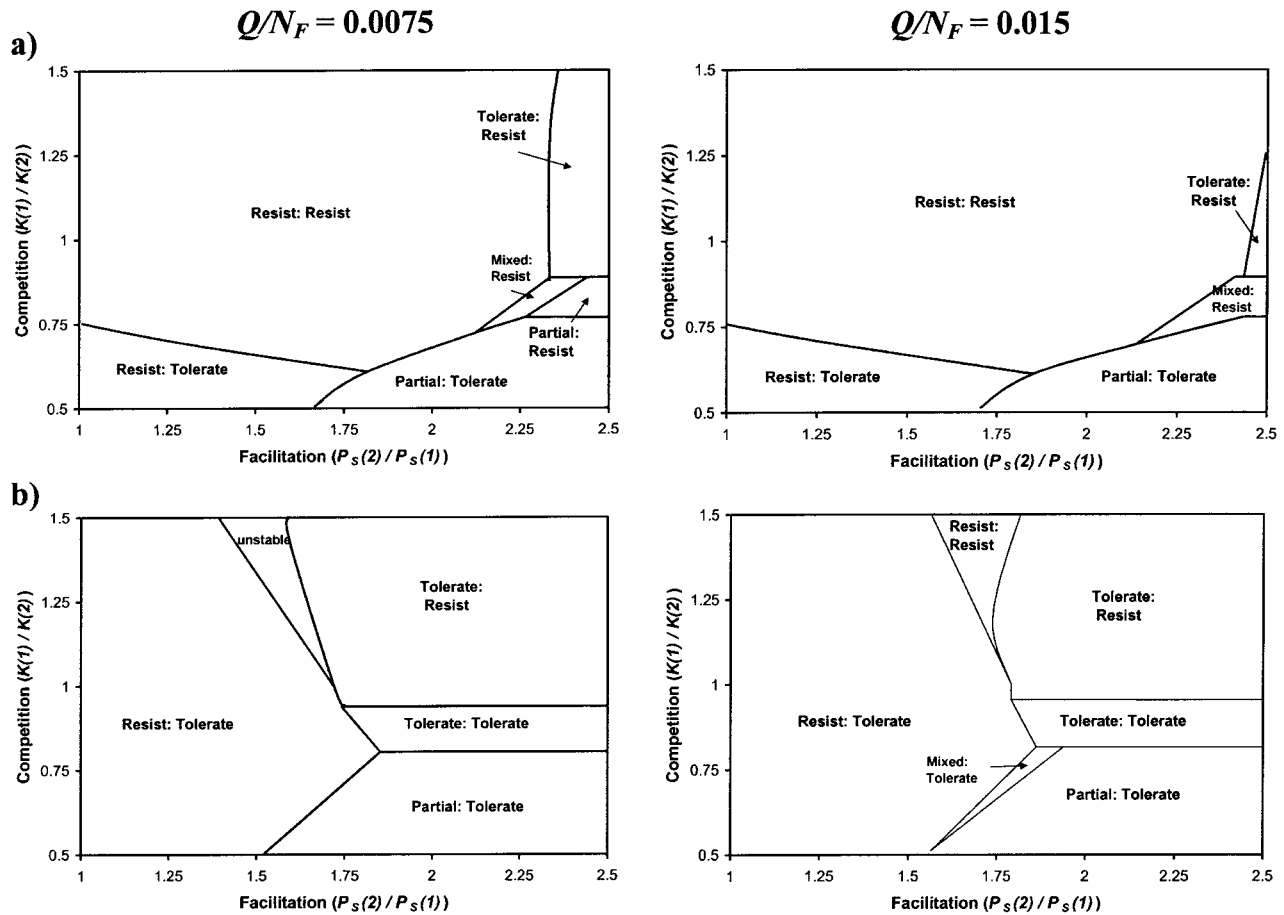 Q/N_F = 0.0075
Q/N_F = 0.015
a)
1.5
1.25
1
0.75
0.5
Competition (K(1) / K(2))
Tolerate:
Resist
Resist: Resist
Mixed:
Resist
Partial:
Resist
Resist: Tolerate
Partial: Tolerate
1
1.25
1.5
1.75
2
2.25
2.5
Facilitation (P_S(2) / P_S(1) )
1.5
1.25
1
0.75
0.5
Competition (K(1) / K(2))
Tolerate:
Resist
Resist: Resist
Mixed:
Resist
Resist: Tolerate
Partial: Tolerate
1
1.25
1.5
1.75
2
2.25
2.5
Facilitation (P_S(2) / P_S(1) )
b)
1.5
1.25
1
0.75
0.5
Competition (K(1) / K(2))
unstable
Tolerate:
Resist
Resist: Tolerate
Tolerate: Tolerate
Partial: Tolerate
1
1.25
1.5
1.75
2
2.25
2.5
Facilitation (P_S(2) / P_S(1) )
1.5
1.25
1
0.75
0.5
Competition (K(1) / K(2))
Resist:
Resist
Tolerate:
Resist
Resist: Tolerate
Tolerate: Tolerate
Mixed:
Tolerate
Partial: Tolerate
1
1.25
1.5
1.75
2
2.25
2.5
Facilitation (P_S(2) / P_S(1) )